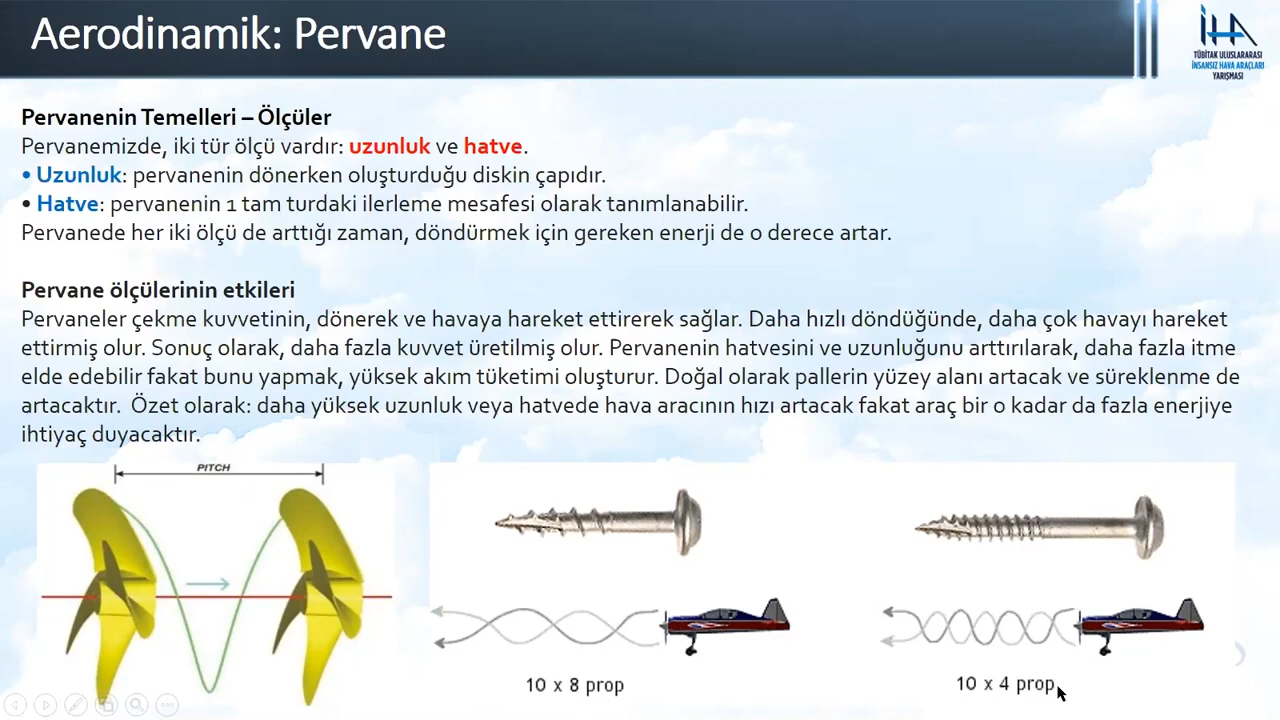 Aerodinamik: Pervane
İHA
TÜBİTAK ULUSLARARASI
İNSANSIZ HAVA ARAÇLARI
YARIŞMASI
Pervanenin Temelleri – Ölçüler
Pervanemizde, iki tür ölçü vardır: uzunluk ve hatve.
• Uzunluk: pervanenin dönerken oluşturduğu diskin çapıdır.
• Hatve: pervanenin 1 tam turdaki ilerleme mesafesi olarak tanımlanabilir.
Pervanede her iki ölçü de arttığı zaman, döndürmek için gereken enerji de o derece artar.
Pervane ölçülerinin etkileri
Pervaneler çekme kuvvetinin, dönerek ve havaya hareket ettirerek sağlar. Daha hızlı döndüğünde, daha çok havayı hareket
ettirmiş olur. Sonuç olarak, daha fazla kuvvet üretilmiş olur. Pervanenin hatvesini ve uzunluğunu arttırılarak, daha fazla itme
elde edebilir fakat bunu yapmak, yüksek akım tüketimi oluşturur. Doğal olarak pallerin yüzey alanı artacak ve süreklenme de
artacaktır. Özet olarak: daha yüksek uzunluk veya hatvede hava aracının hızı artacak fakat araç bir o kadar da fazla enerjiye
ihtiyaç duyacaktır.
PITCH
10 x 8 prop
10 x 4 prop